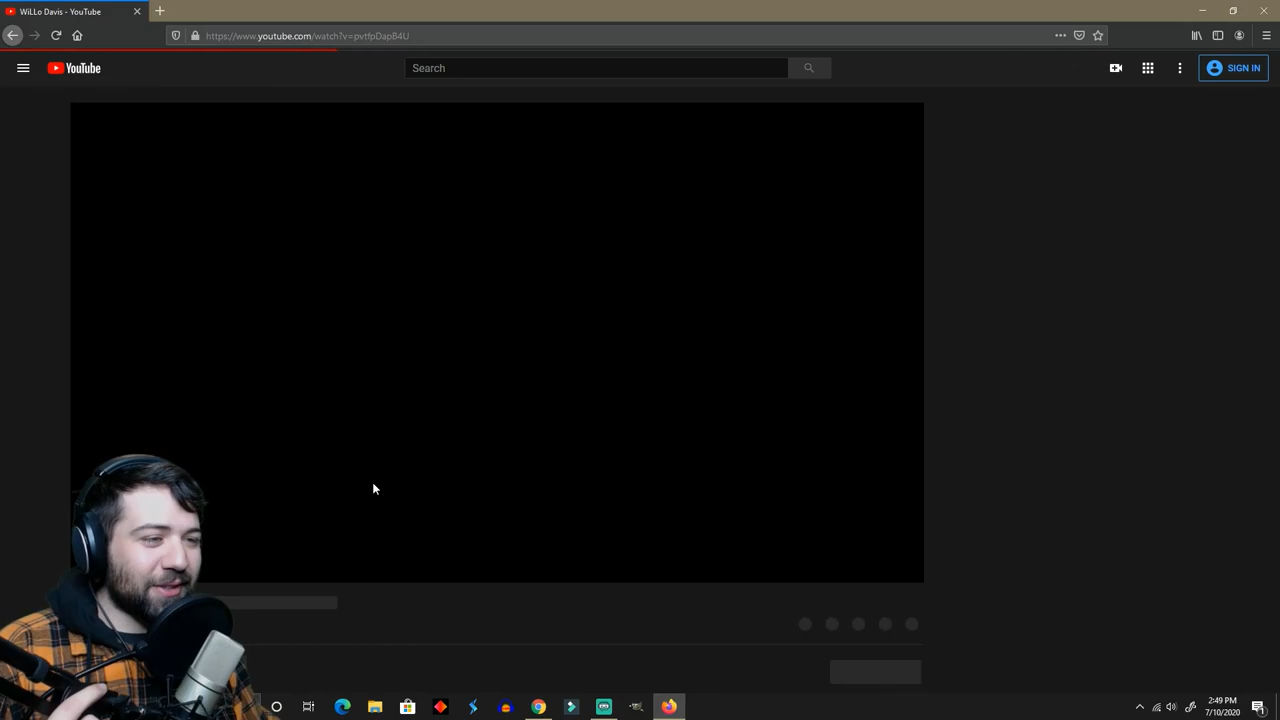 WiLLo Davis - YouTube
https://www.youtube.com/watch?v=pvtfpDapB4U
YouTube
Search
SIGN IN
2:49 PM
7/10/2020
1